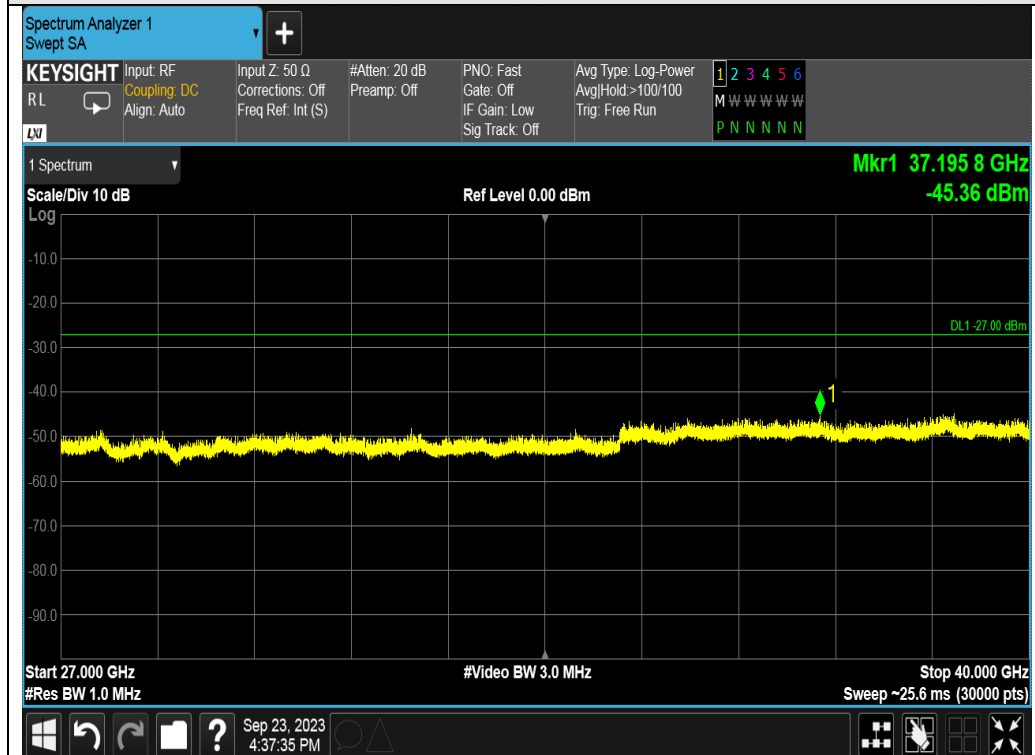 Spectrum Analyzer 1
Swept SA
KEYSIGHT
R L
LXI
Input: RF
Coupling: DC
Align: Auto
Input Z: 50 Ω
Corrections: Off
Freq Ref: Int (S)
#Atten: 20 dB
Preamp: Off
PNO: Fast
Gate: Off
IF Gain: Low
Sig Track: Off
Avg Type: Log-Power
Avg|Hold:>100/100
Trig: Free Run
1 2 3 4 5 6
M W W W W W
P N N N N N
1 Spectrum
Mkr1 37.195 8 GHz
-45.36 dBm
Scale/Div 10 dB
Ref Level 0.00 dBm
Log
-10.0
-20.0
DL1 -27.00 dBm
-30.0
-40.0
1
-50.0
-60.0
-70.0
-80.0
-90.0
Start 27.000 GHz
#Video BW 3.0 MHz
Stop 40.000 GHz
#Res BW 1.0 MHz
Sweep ~25.6 ms (30000 pts)
?
Sep 23, 2023
4:37:35 PM